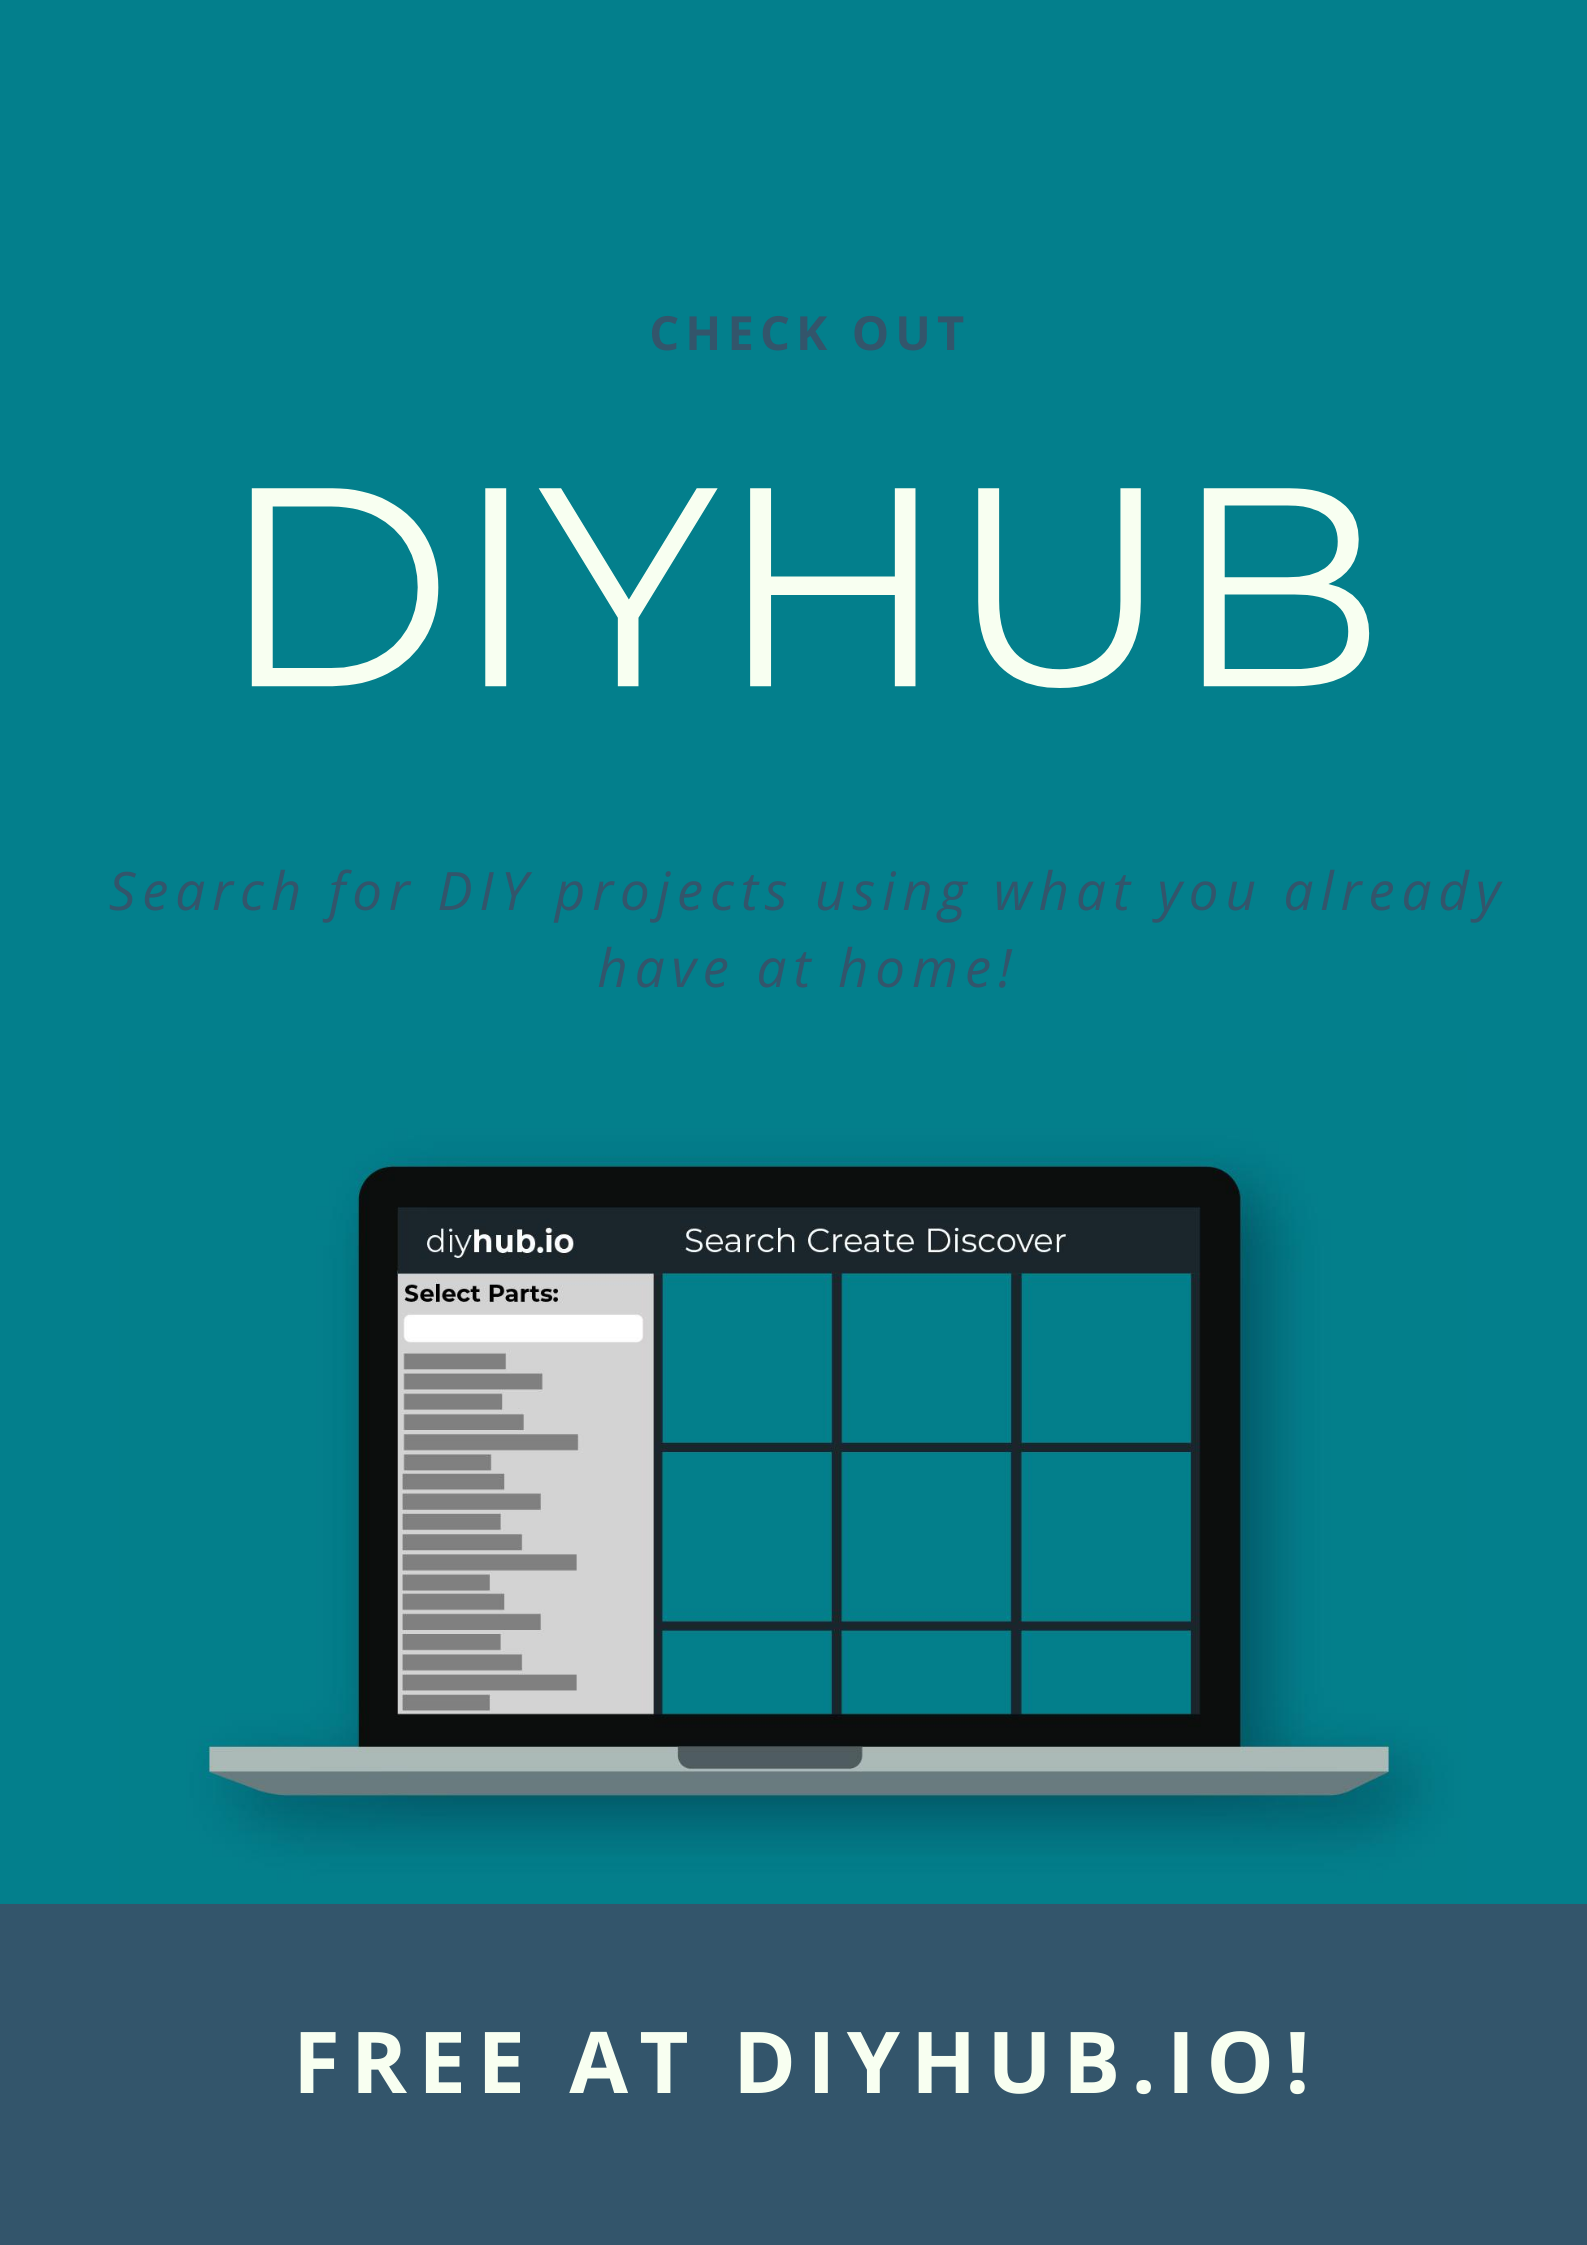 CHECK OUT
DIYHUB
Search for DIY projects using what you already
have at home!
diyhub.io
Search Create Discover
Select Parts:
FREE AT DIYHUB.IO!